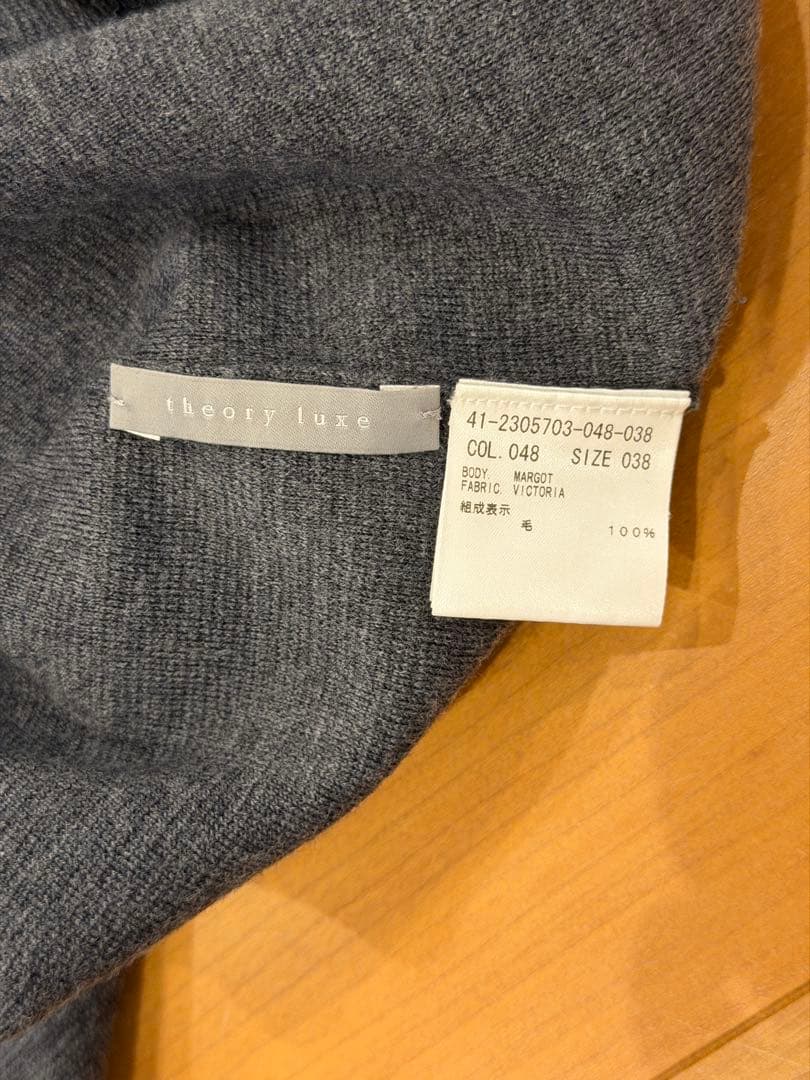 theory luxe
41-2305703-048-038
COL. 048 SIZE 038
BODY. MARGOT
FABRIC. VICTORIA
組成表示
毛 100%